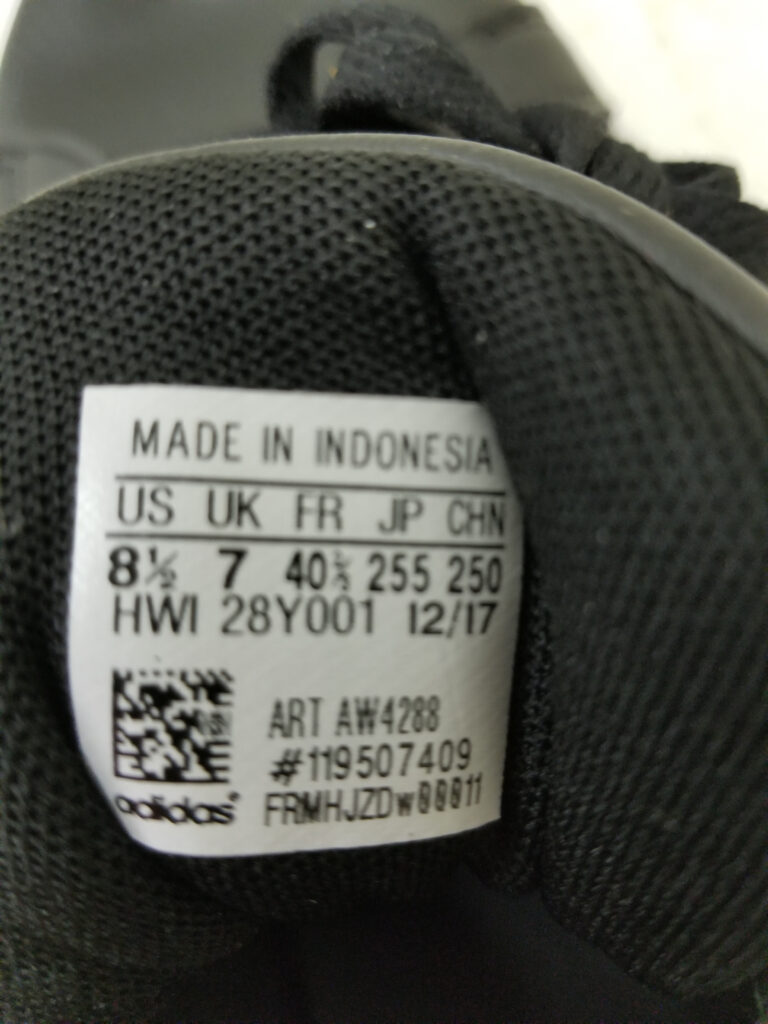 MADE IN INDONESIA
US UK FR JP CHN
8½ 7 40⅔ 255 250
HWI 28Y001 12/17
ART AW4288
#119507409
adidas® FRMHJZDw00011